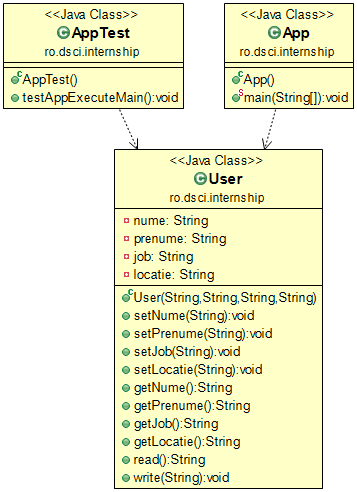 <<Java Class>>
AppTest
ro.dsci.internship
AppTest()
testAppExecuteMain():void
<<Java Class>>
App
ro.dsci.internship
App()
main(String[]):void
<<Java Class>>
User
ro.dsci.internship
nume: String
prenume: String
job: String
locatie: String
User(String,String,String,String)
setNume(String):void
setPrenume(String):void
setJob(String):void
setLocatie(String):void
getNume():String
getPrenume():String
getJob():String
getLocatie():String
read():String
write(String):void